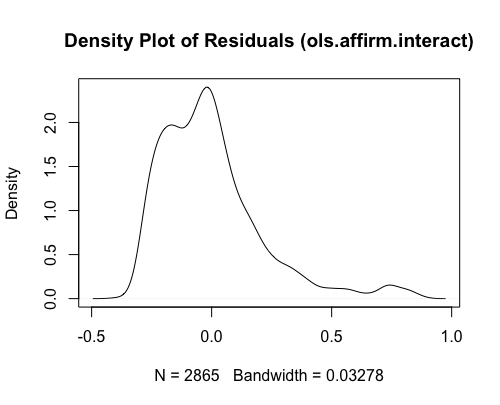 Density Plot of Residuals (ols.affirm.interact)
Density
2.0
1.5
1.0
0.5
0.0
-0.5 0.0 0.5 1.0
N = 2865 Bandwidth = 0.03278